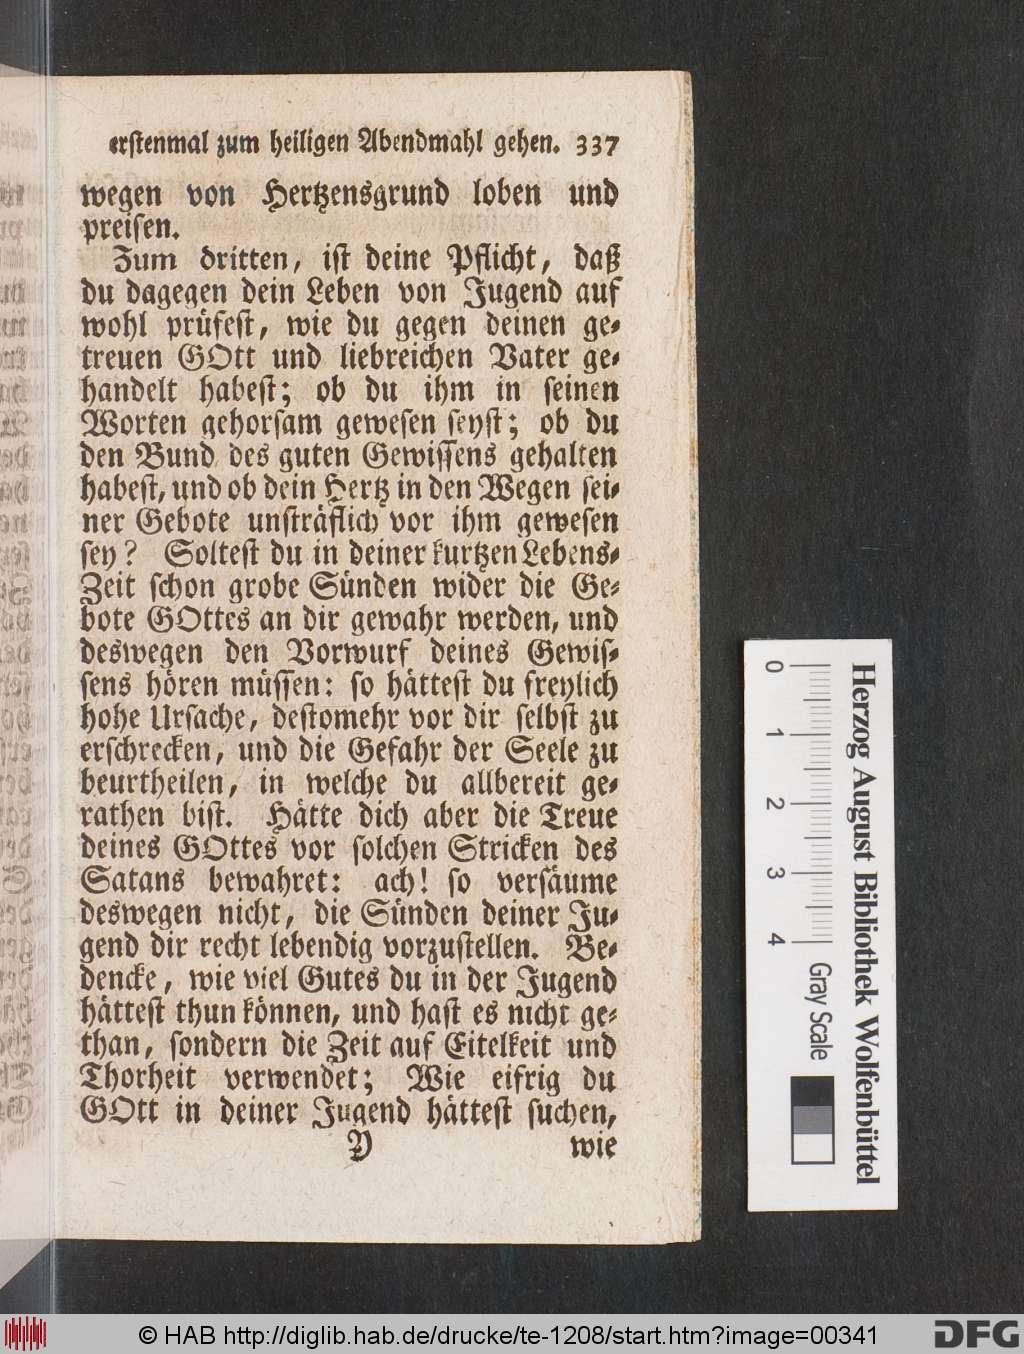 erſtenmal zum heiligen Abendmahl gehen. 337
wegen von Hertzensgrund loben und
preiſen.
Zum dritten, iſt deine Pflicht, daß
du dagegen dein Leben von Jugend auf
wohl prüfeſt, wie du gegen deinen ge-
treuen GOtt und liebreichen Vater ge-
handelt habeſt; ob du ihm in ſeinen
Worten gehorſam geweſen ſeyſt; ob du
den Bund des guten Gewiſſens gehalten
habeſt, und ob dein Hertz in den Wegen ſei-
ner Gebote unſträflich vor ihm geweſen
ſey? Solteſt du in deiner kurtzen Lebens-
Zeit ſchon grobe Sünden wider die Ge-
bote GOttes an dir gewahr werden, und
deswegen den Vorwurf deines Gewiſ-
ſens hören müſſen: ſo hätteſt du freylich
hohe Urſache, deſtomehr vor dir ſelbſt zu
erſchrecken, und die Gefahr der Seele zu
beurtheilen, in welche du allbereit ge-
rathen biſt. Hätte dich aber die Treue
deines GOttes vor ſolchen Stricken des
Satans bewahret: ach! ſo verſäume
deswegen nicht, die Sünden deiner Ju-
gend dir recht lebendig vorzuſtellen. Be-
dencke, wie viel Gutes du in der Jugend
hätteſt thun können, und haſt es nicht ge-
than, ſondern die Zeit auf Eitelkeit und
Thorheit verwendet; Wie eifrig du
GOtt in deiner Jugend hätteſt ſuchen,
Y wie
0 1 2 3 4 Gray Scale
Herzog August Bibliothek Wolfenbüttel
© HAB http://diglib.hab.de/drucke/te-1208/start.htm?image=00341
DFG